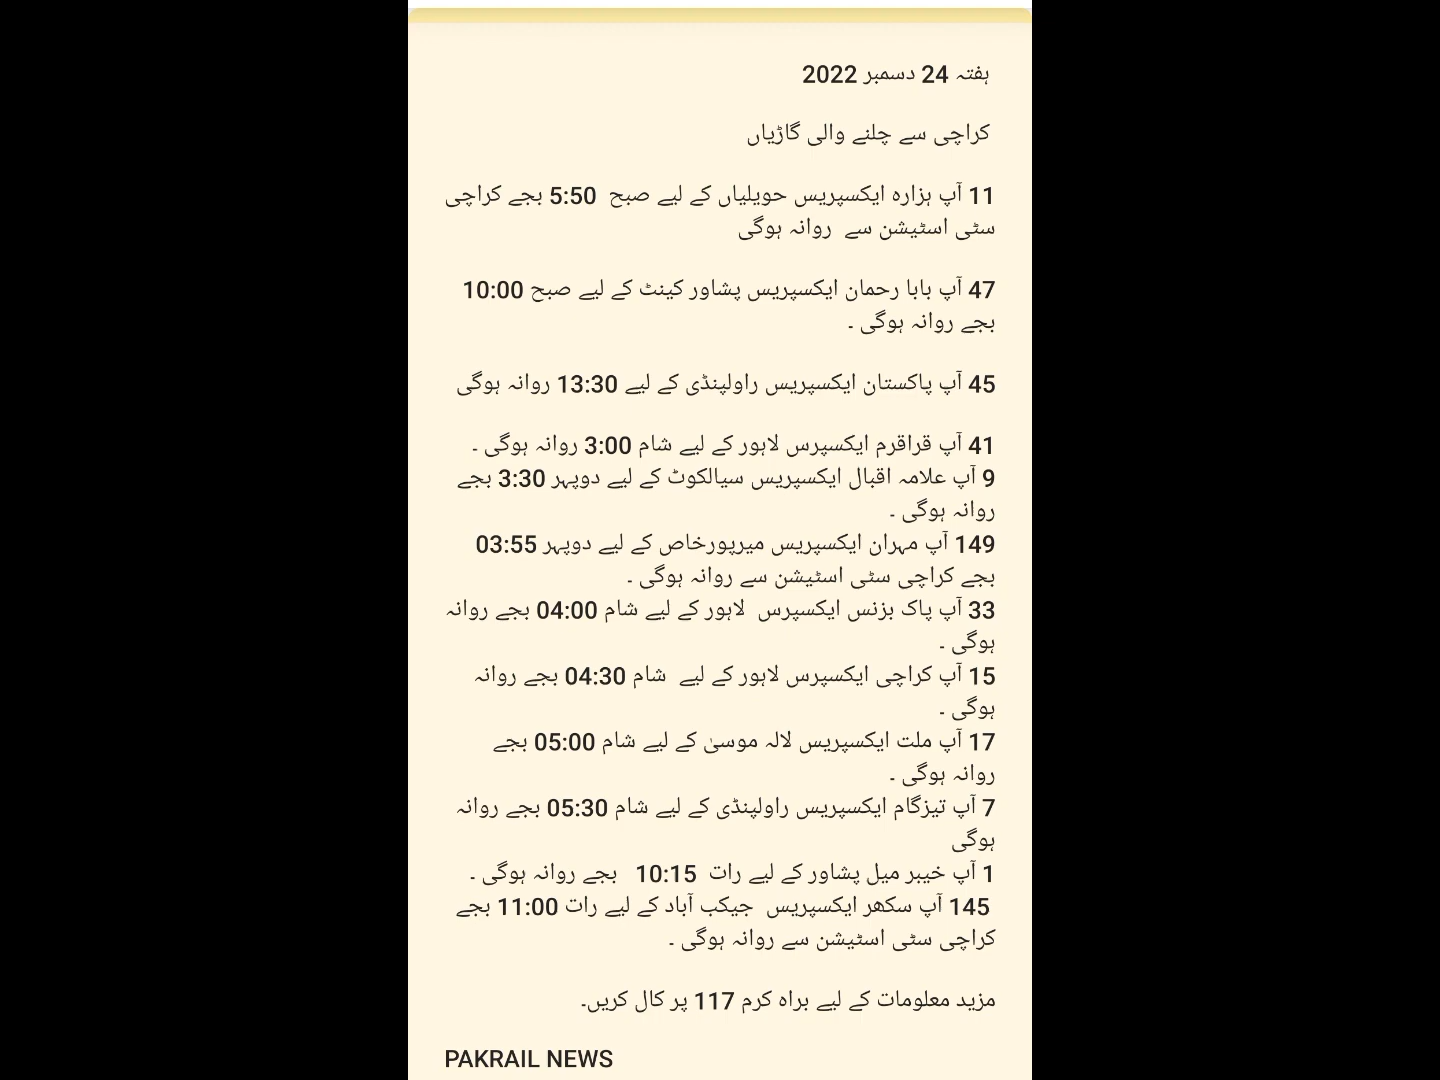 ہفتہ 24 دسمبر 2022
کراچی سے چلنے والی گاڑیاں
11 آپ ہزارہ ایکسپریس حویلیاں کے لیے صبح 5:50 بجے کراچی
سٹی اسٹیشن سے روانہ ہوگی
47 آپ بابا رحمان ایکسپریس پشاور کینٹ کے لیے صبح 10:00
بجے روانہ ہوگی ۔
45 آپ پاکستان ایکسپریس راولپنڈی کے لیے 13:30 روانہ ہوگی
41 آپ قراقرم ایکسپرس لاہور کے لیے شام 3:00 روانہ ہوگی ۔
9 آپ علامہ اقبال ایکسپریس سیالکوٹ کے لیے دوپہر 3:30 بجے
روانہ ہوگی ۔
149 آپ مہران ایکسپریس میرپورخاص کے لیے دوپہر 03:55
بجے کراچی سٹی اسٹیشن سے روانہ ہوگی ۔
33 آپ پاک بزنس ایکسپرس لاہور کے لیے شام 04:00 بجے روانہ
ہوگی ۔
15 آپ کراچی ایکسپرس لاہور کے لیے شام 04:30 بجے روانہ
ہوگی ۔
17 آپ ملت ایکسپریس لالہ موسیٰ کے لیے شام 05:00 بجے
روانہ ہوگی ۔
7 آپ تیزگام ایکسپریس راولپنڈی کے لیے شام 05:30 بجے روانہ
ہوگی
1 آپ خیبر میل پشاور کے لیے رات 10:15 بجے روانہ ہوگی ۔
145 آپ سکھر ایکسپریس جیکب آباد کے لیے رات 11:00 بجے
کراچی سٹی اسٹیشن سے روانہ ہوگی ۔
مزید معلومات کے لیے براہ کرم 117 پر کال کریں۔
PAKRAIL NEWS